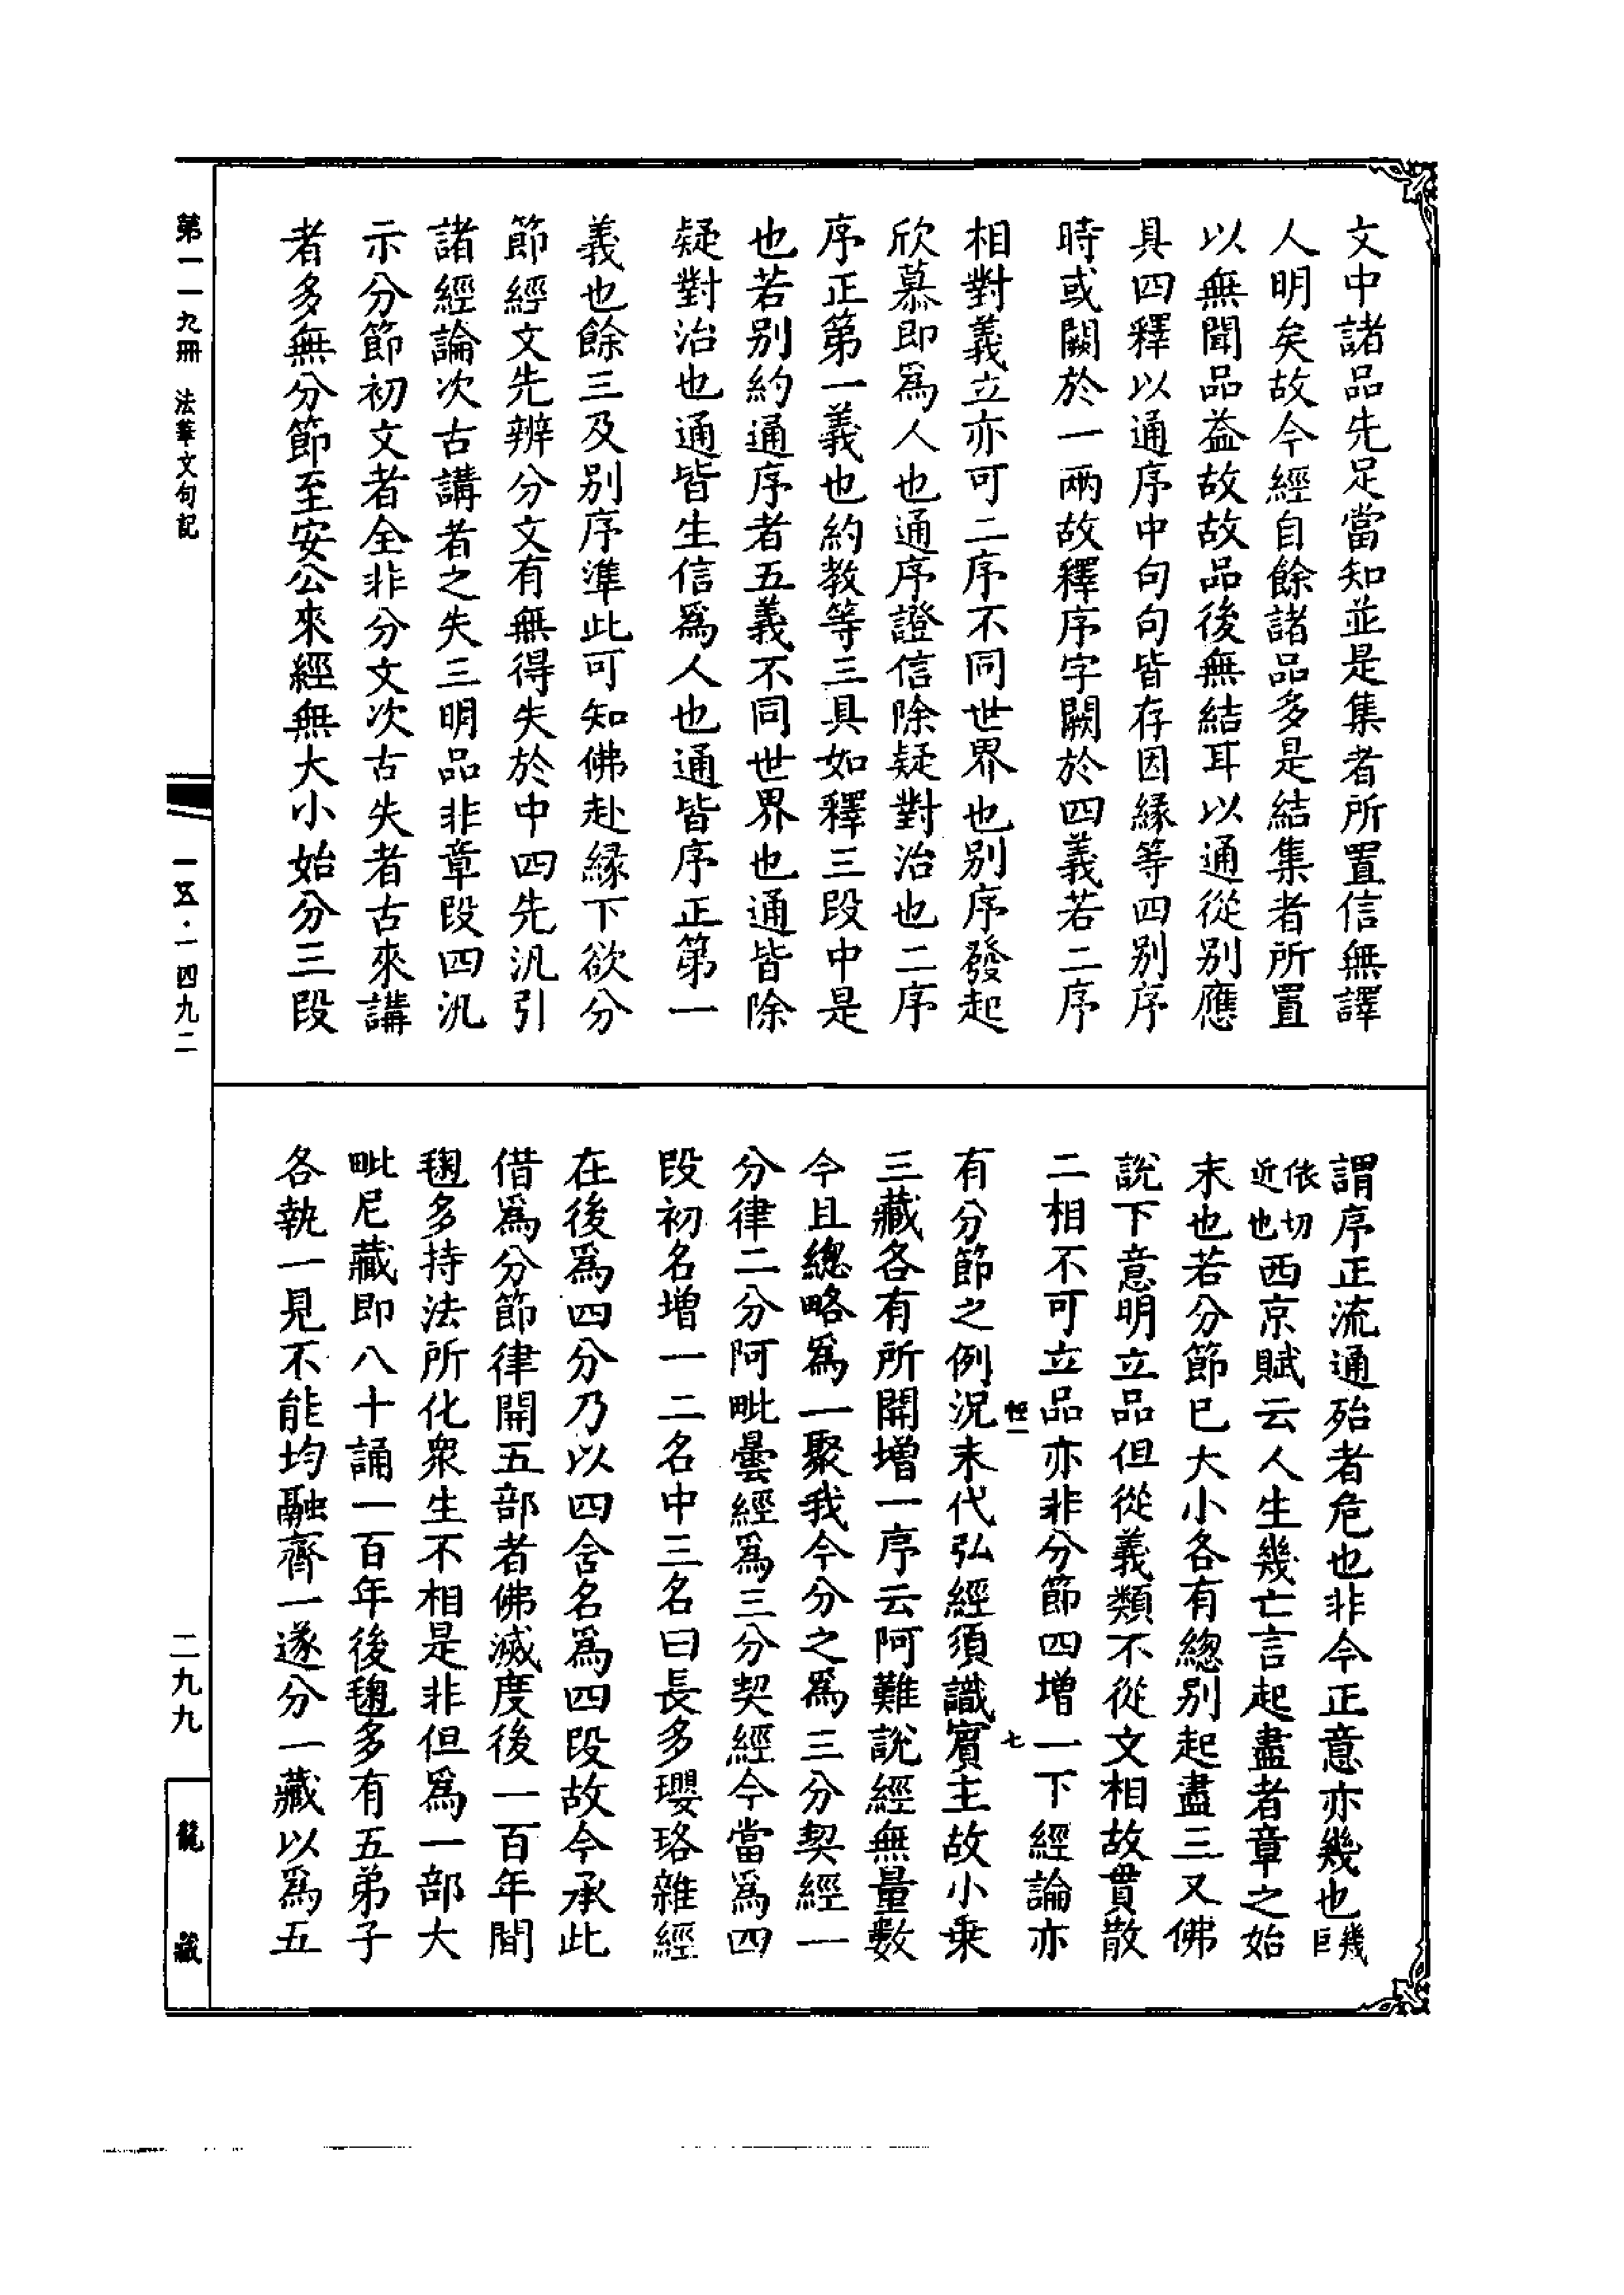 文中諸品先足當知並是集者所置信無譯
人明矣故今經自餘諸品多是結集者所置
以無聞品益故故品後無結耳以通從别應
具四釋以通序中句句皆存因緣等四别序
時或闕於一兩故釋序字闕於四義若二序
相對義立亦可二序不同世界也别序發起
欣慕即爲人也通序證信除疑對治也二序
序正第一義也約教等三具如釋三段中是
也若别約通序者五義不同世界也通皆除
疑對治也通皆生信爲人也通皆序正第一
義也餘三及别序準此可知佛赴緣下欲分
節經文先辨分文有無得失於中四先汎引
諸經論次古講者之失三明品非章段四汎
示分節初文者全非分文次古失者古來講
者多無分節至安公來經無大小始分三段
謂序正流通殆者危也非今正意亦幾也幾巨
依切近也西京賦云人生幾亡言起盡者章之始
末也若分節已大小各有總别起盡三又佛
說下意明立品但從義類不從文相故貫散
二相不可立品亦非分節四增一下經論亦
有分節之例況末代弘經須識賓主故小乗
三藏各有所開增一序云阿難說經無量數
今且總略爲一聚我今分之爲三分契經一
分律二分阿毗曇經爲三分契經今當爲四
段初名增一二名中三名曰長多瓔珞雜經
在後爲四分乃以四含名爲四段故今承此
借爲分節律開五部者佛滅度後一百年間
毱多持法所化衆生不相是非但爲一部大
毗尼藏即八十誦一百年後毱多有五弟子
各執一見不能均融齊一遂分一藏以爲五
第一一九冊 法華文句記
一五·一四九二
二九九
龍藏
七